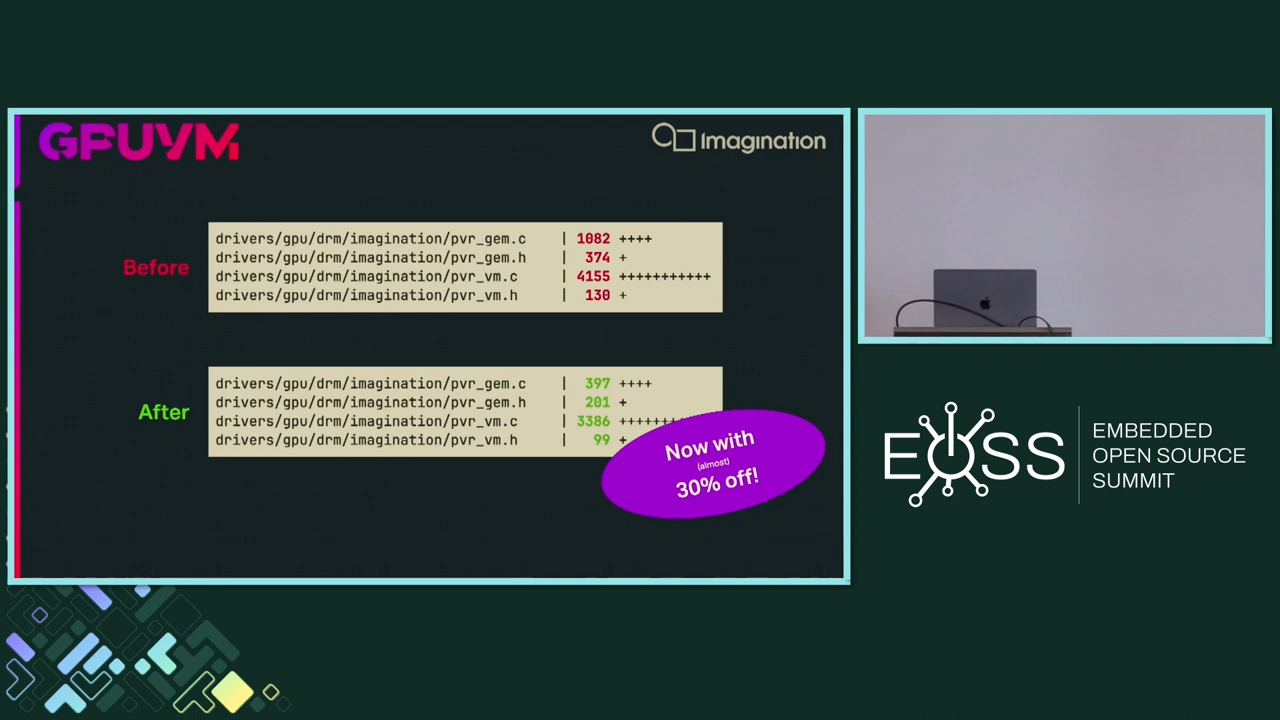 GPUVM
Imagination
Before
drivers/gpu/drm/imagination/pvr_gem.c | 1082 ++++
drivers/gpu/drm/imagination/pvr_gem.h | 374 +
drivers/gpu/drm/imagination/pvr_vm.c | 4155 +++++++++++
drivers/gpu/drm/imagination/pvr_vm.h | 130 +
After
drivers/gpu/drm/imagination/pvr_gem.c | 397 ++++
drivers/gpu/drm/imagination/pvr_gem.h | 201 +
drivers/gpu/drm/imagination/pvr_vm.c | 3386 ++++++++
drivers/gpu/drm/imagination/pvr_vm.h | 99 +
Now with
(almost)
30% off!
EOSS
EMBEDDED
OPEN SOURCE
SUMMIT